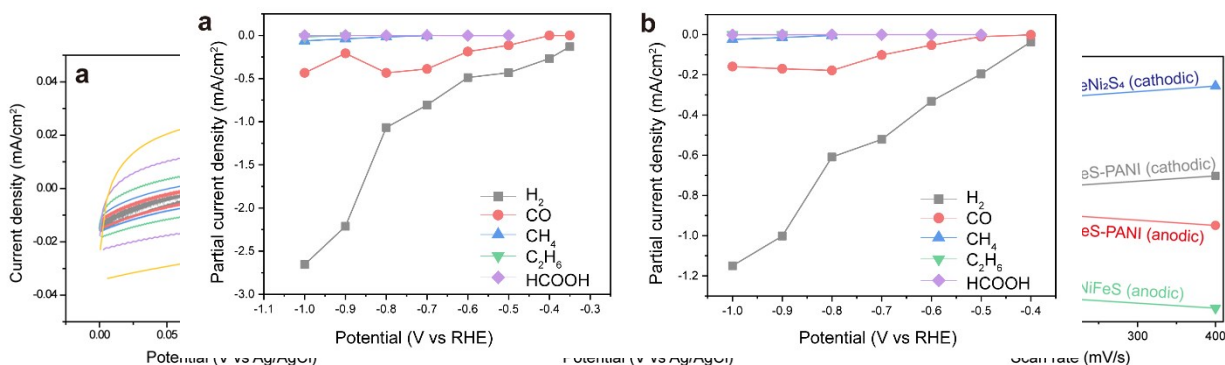 a
Current density (mA/cm²)
0.04
0.02
0.00
-0.02
-0.04
0.00
0.05
Potential (V vs Ag/AgCl)
a
Partial current density (mA/cm²)
0.0
-0.5
-1.0
-1.5
-2.0
-2.5
-3.0
-1.1 -1.0 -0.9 -0.8 -0.7 -0.6 -0.5 -0.4 -0.3
Potential (V vs RHE)
H₂
CO
CH₄
C₂H₆
HCOOH
b
Partial current density (mA/cm²)
0.0
-0.2
-0.4
-0.6
-0.8
-1.0
-1.2
-1.0 -0.9 -0.8 -0.7 -0.6 -0.5 -0.4
Potential (V vs RHE)
H₂
CO
CH₄
C₂H₆
HCOOH
Potential (V vs Ag/AgCl)
eNi₂S₄ (cathodic)
eS-PANI (cathodic)
eS-PANI (anodic)
NiFeS (anodic)
300 400
Scan rate (mV/s)